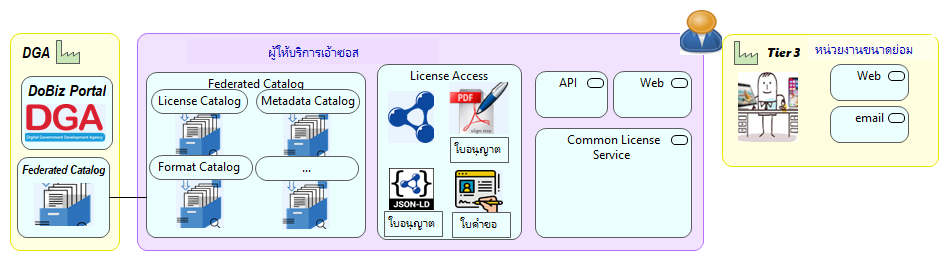 DGA
DoBiz Portal
DGA
Digital Government Development Agency
Federated Catalog
ผู้ให้บริการเอ้าซอส
Federated Catalog
License Catalog
Metadata Catalog
Format Catalog
...
License Access
PDF
sign me
ใบอนุญาต
JSON-LD
ใบอนุญาต
ใบคำขอ
API
Web
Common License
Service
Tier 3
หน่วยงานขนาดย่อม
Web
email